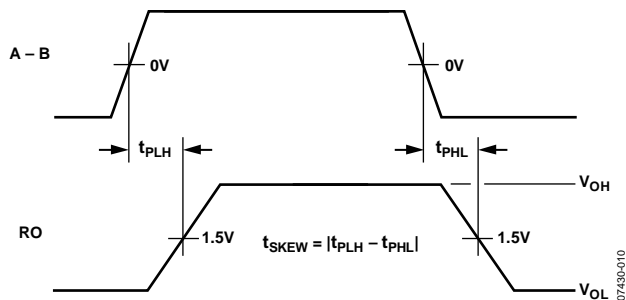 A – B
0V
0V
tPLH
tPHL
VOH
RO
1.5V
tSKEW = |tPLH – tPHL|
1.5V
VOL
07430-010